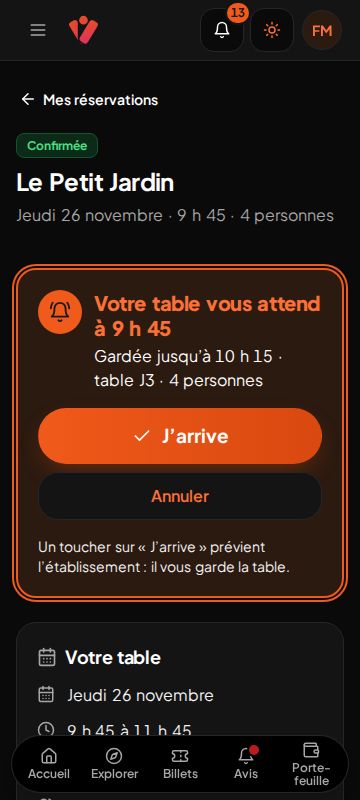 13
FM
Mes réservations
Confirmée
Le Petit Jardin
Jeudi 26 novembre · 9 h 45 · 4 personnes
Votre table vous attend
à 9 h 45
Gardée jusqu’à 10 h 15 ·
table J3 · 4 personnes
J’arrive
Annuler
Un toucher sur « J’arrive » prévient
l’établissement : il vous garde la table.
Votre table
Jeudi 26 novembre
9 h 45 à 11 h 45
Accueil
Explorer
Billets
Avis
Porte-
feuille